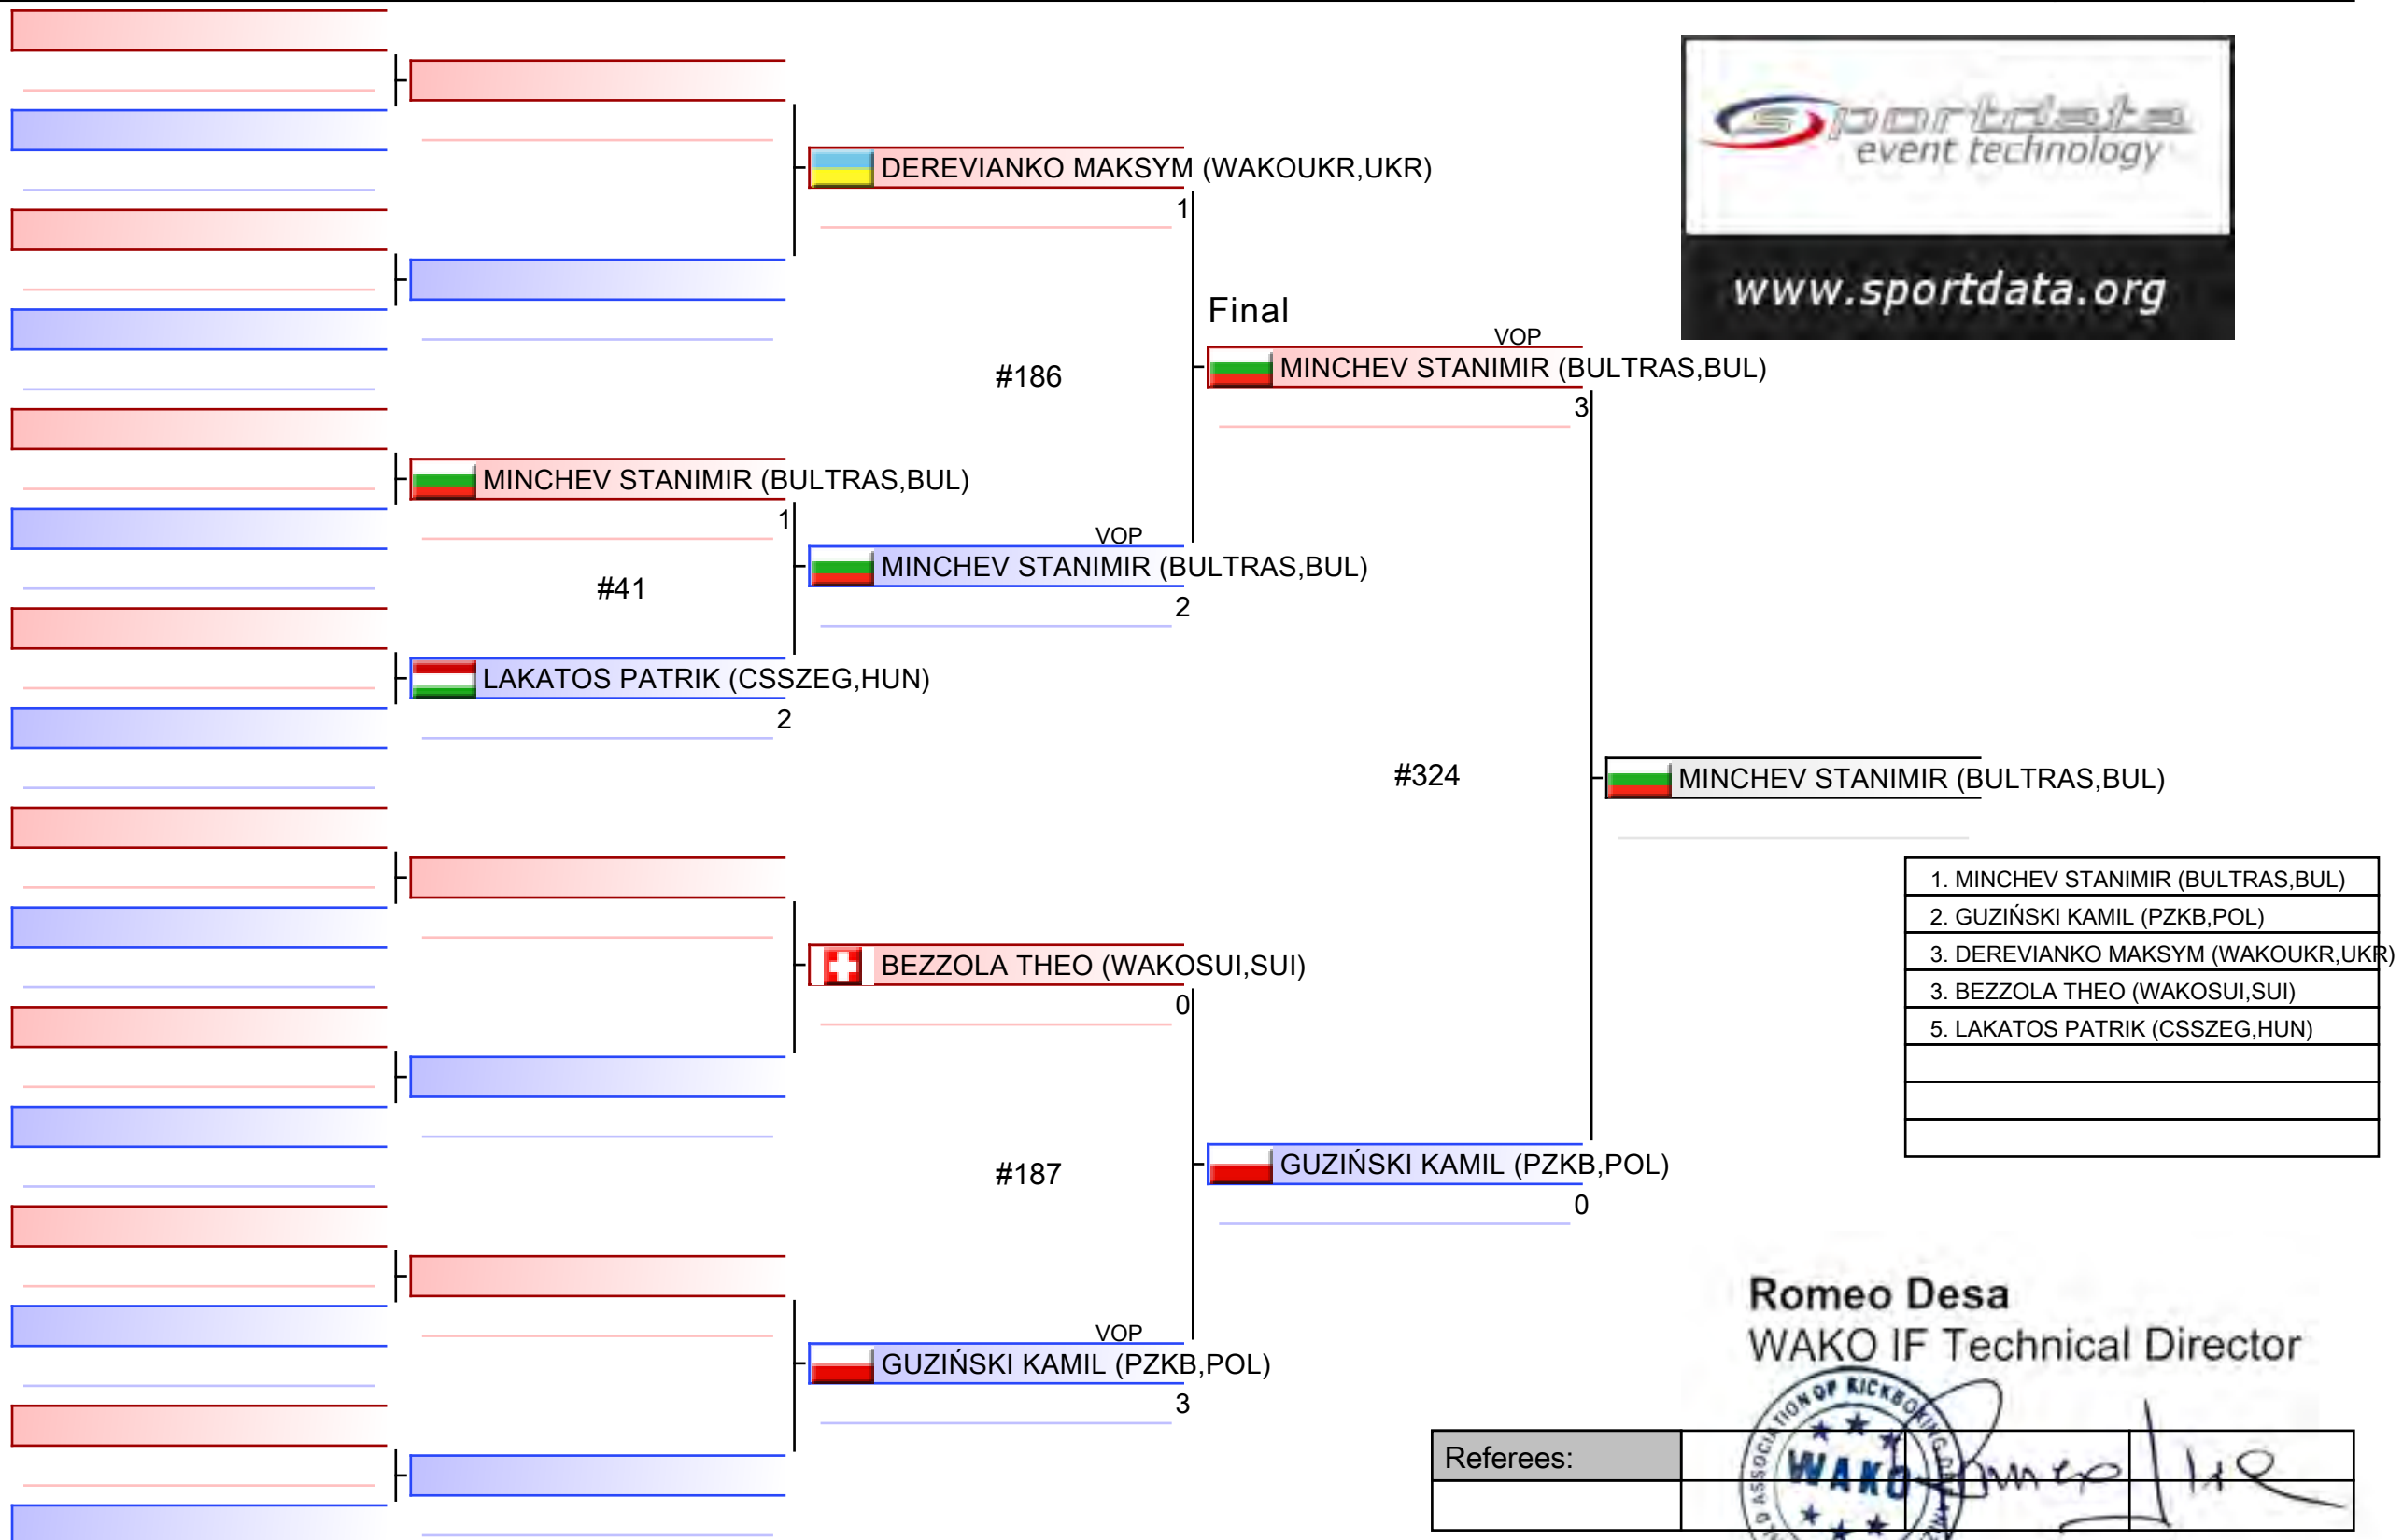 sportdata
event technology
www.sportdata.org
DEREVIANKO MAKSYM (WAKOUKR,UKR)
1
Final
VOP
#186
MINCHEV STANIMIR (BULTRAS,BUL)
3
MINCHEV STANIMIR (BULTRAS,BUL)
1
VOP
#41
MINCHEV STANIMIR (BULTRAS,BUL)
2
LAKATOS PATRIK (CSSZEG,HUN)
2
#324
MINCHEV STANIMIR (BULTRAS,BUL)
1. MINCHEV STANIMIR (BULTRAS,BUL)
2. GUZIŃSKI KAMIL (PZKB,POL)
3. DEREVIANKO MAKSYM (WAKOUKR,UKR)
3. BEZZOLA THEO (WAKOSUI,SUI)
5. LAKATOS PATRIK (CSSZEG,HUN)
BEZZOLA THEO (WAKOSUI,SUI)
0
#187
GUZIŃSKI KAMIL (PZKB,POL)
0
VOP
GUZIŃSKI KAMIL (PZKB,POL)
3
Romeo Desa
WAKO IF Technical Director
Referees:
ASSOCIATION OF KICKBOXING
WAKO